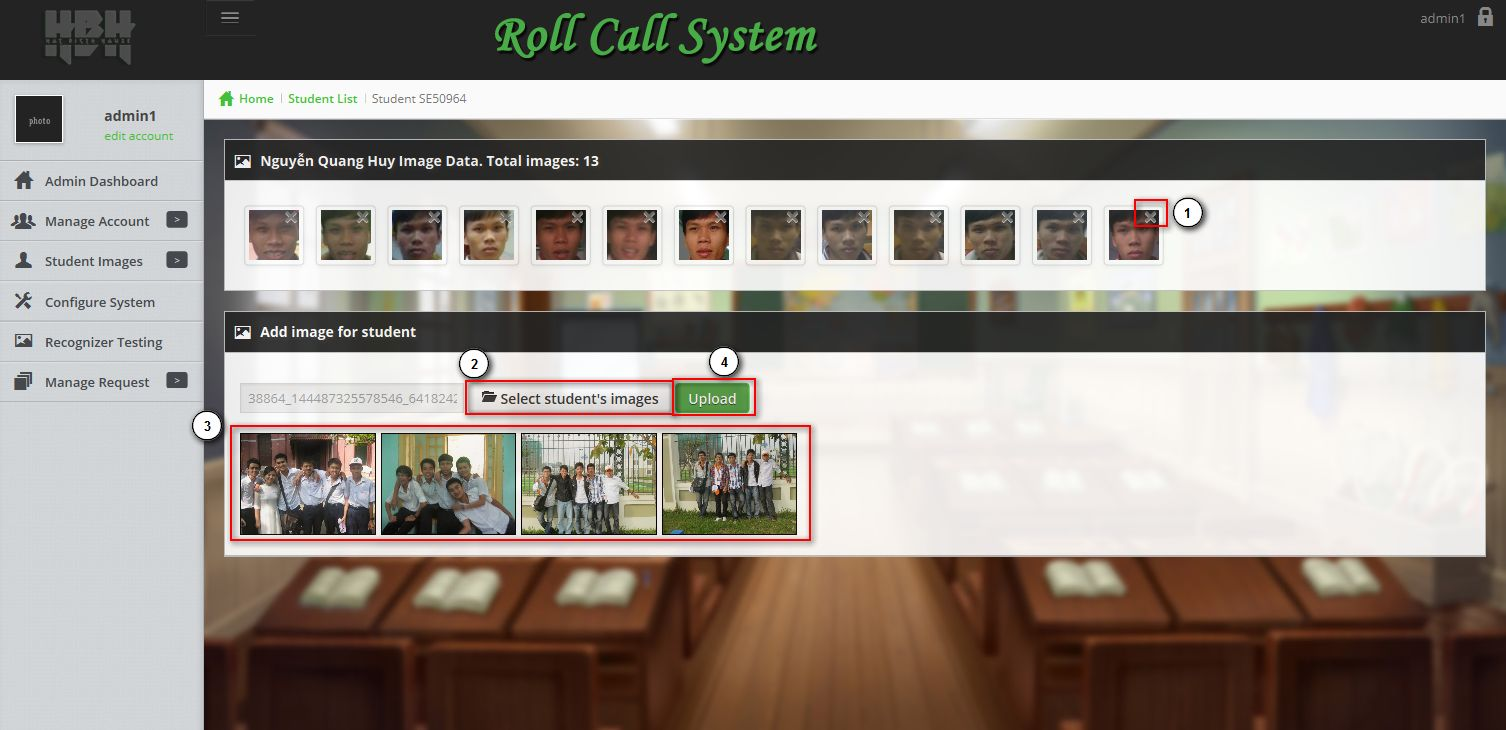 HBH
Roll Call System
admin1
photo
admin1
edit account
Home
Student List
Student SE50964
Admin Dashboard
Manage Account >
Student Images >
Configure System
Recognizer Testing
Manage Request >
Nguyễn Quang Huy Image Data. Total images: 13
1
Add image for student
2
4
38864_144487325578546_6418242
Select student's images
Upload
3